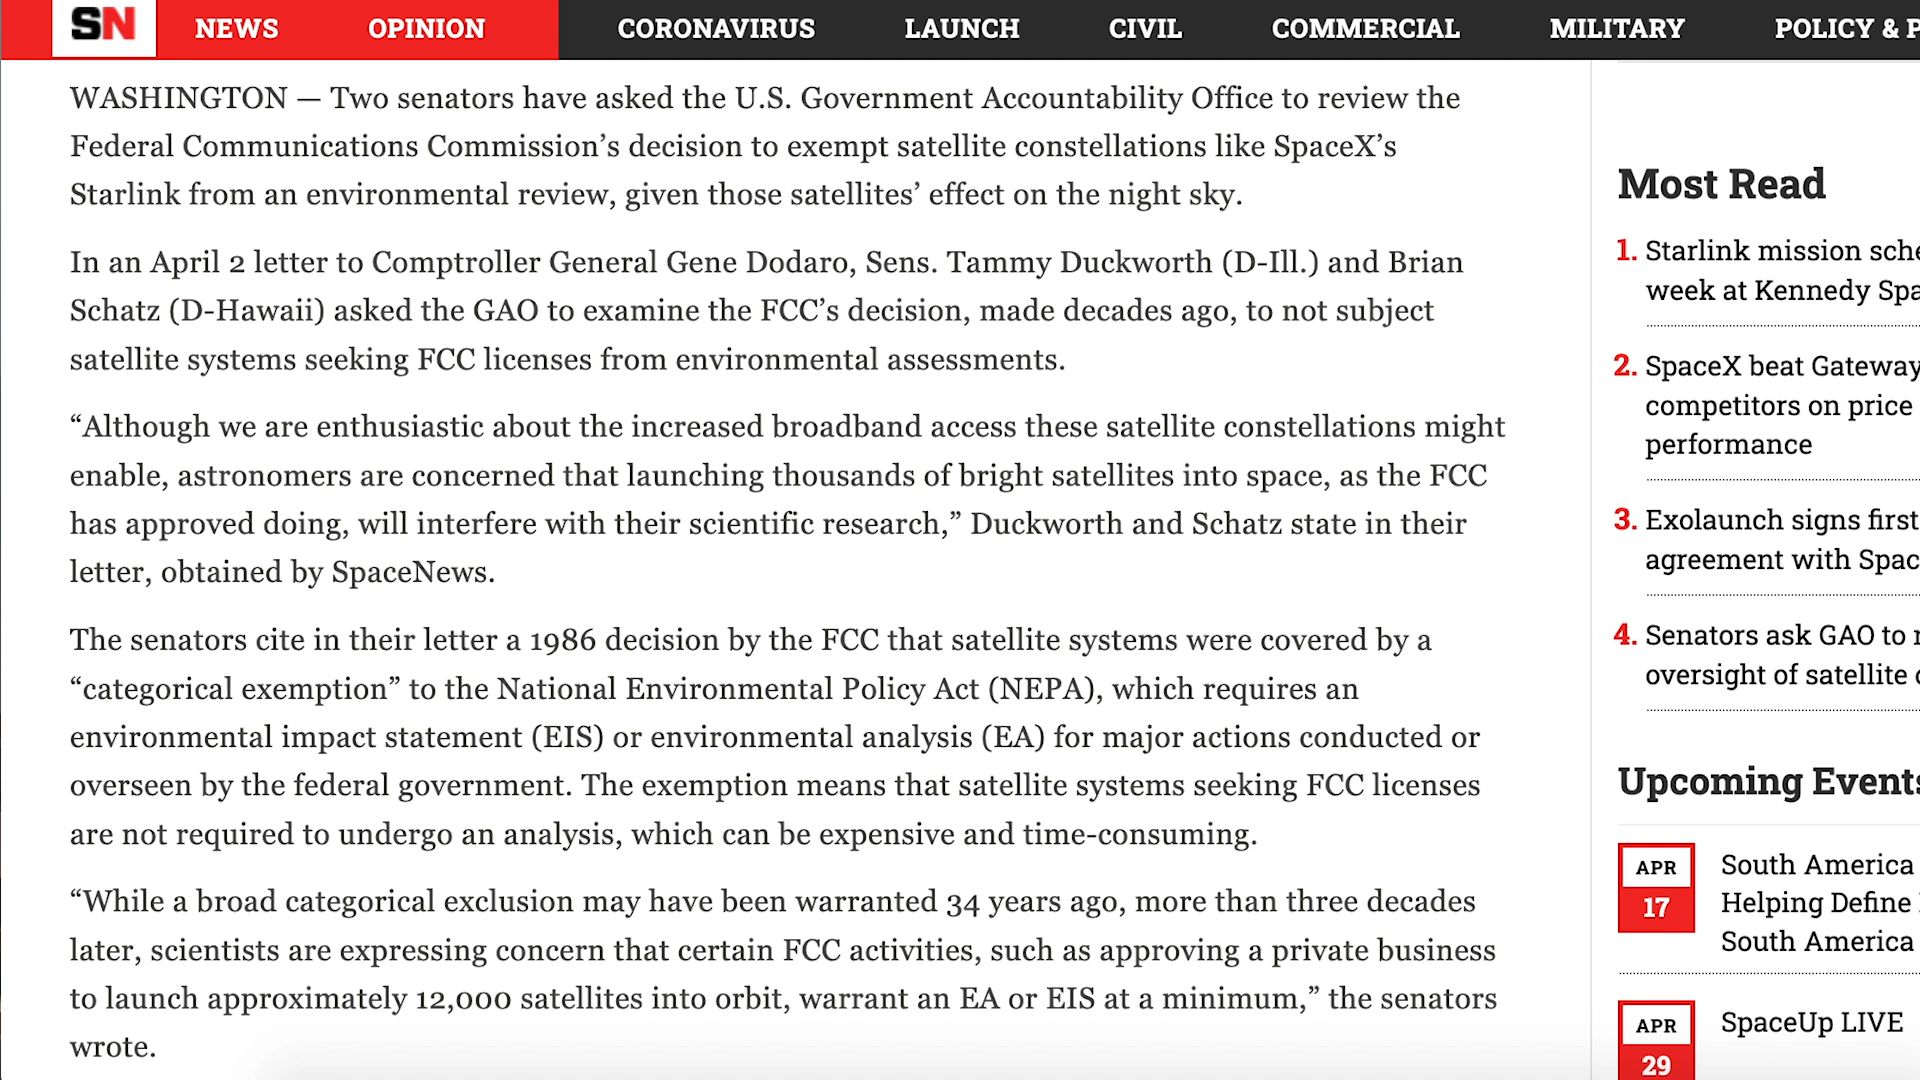 SN NEWS OPINION CORONAVIRUS LAUNCH CIVIL COMMERCIAL MILITARY POLICY & P
WASHINGTON — Two senators have asked the U.S. Government Accountability Office to review the
Federal Communications Commission’s decision to exempt satellite constellations like SpaceX’s
Starlink from an environmental review, given those satellites’ effect on the night sky.
In an April 2 letter to Comptroller General Gene Dodaro, Sens. Tammy Duckworth (D-Ill.) and Brian
Schatz (D-Hawaii) asked the GAO to examine the FCC’s decision, made decades ago, to not subject
satellite systems seeking FCC licenses from environmental assessments.
“Although we are enthusiastic about the increased broadband access these satellite constellations might
enable, astronomers are concerned that launching thousands of bright satellites into space, as the FCC
has approved doing, will interfere with their scientific research,” Duckworth and Schatz state in their
letter, obtained by SpaceNews.
The senators cite in their letter a 1986 decision by the FCC that satellite systems were covered by a
“categorical exemption” to the National Environmental Policy Act (NEPA), which requires an
environmental impact statement (EIS) or environmental analysis (EA) for major actions conducted or
overseen by the federal government. The exemption means that satellite systems seeking FCC licenses
are not required to undergo an analysis, which can be expensive and time-consuming.
“While a broad categorical exclusion may have been warranted 34 years ago, more than three decades
later, scientists are expressing concern that certain FCC activities, such as approving a private business
to launch approximately 12,000 satellites into orbit, warrant an EA or EIS at a minimum,” the senators
wrote.
Most Read
1. Starlink mission sche
week at Kennedy Spa
2. SpaceX beat Gateway
competitors on price
performance
3. Exolaunch signs first
agreement with Spac
4. Senators ask GAO to r
oversight of satellite c
Upcoming Events
APR
17
South America
Helping Define
South America
APR
29
SpaceUp LIVE